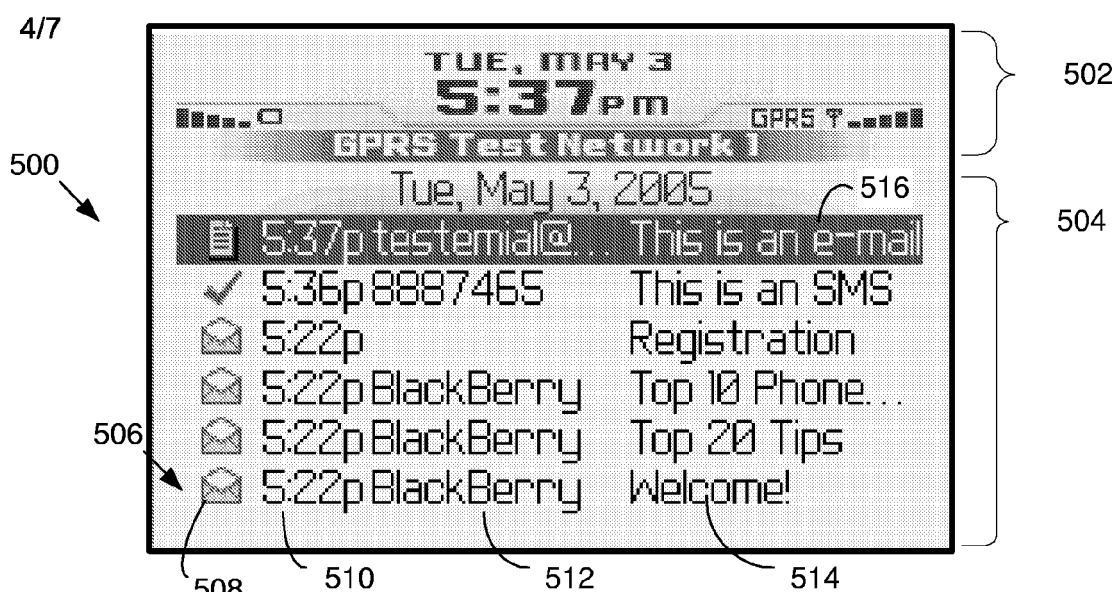 4/7
TUE, MAY 3
5:37pm
GPRS
GPRS Test Network 1
502
500
Tue, May 3, 2005
516
504
5:37p testemial@... This is an e-mail
5:36p 8887465 This is an SMS
5:22p Registration
5:22p BlackBerry Top 10 Phone...
5:22p BlackBerry Top 20 Tips
506
5:22p BlackBerry Welcome!
508 510 512 514